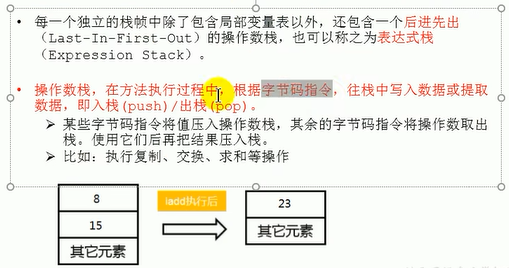 • 每一个独立的栈帧中除了包含局部变量表以外，还包含一个后进先出
（Last-In-First-Out）的操作数栈，也可以称之为表达式栈
（Expression Stack）。
• 操作数栈，在方法执行过程中，根据字节码指令，往栈中写入数据或提取
数据，即入栈(push)/出栈(pop)。
➢ 某些字节码指令将值压入操作数栈，其余的字节码指令将操作数取出
栈。使用它们后再把结果压入栈。
➢ 比如：执行复制、交换、求和等操作
8
15
其它元素
iadd执行后
23
其它元素